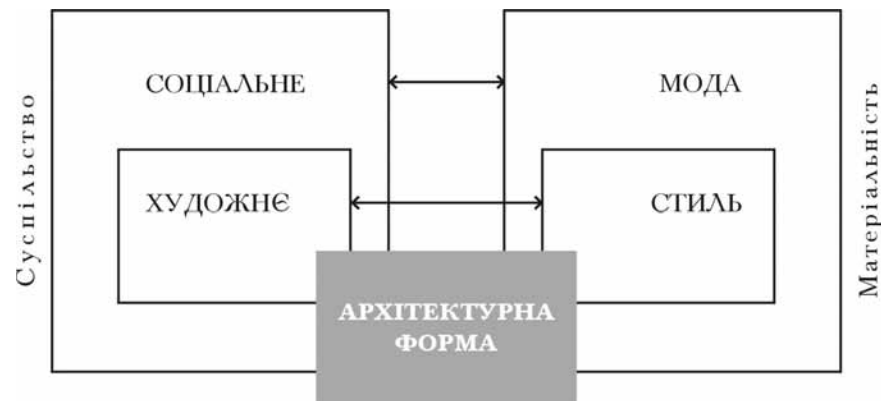 Суспільство
СОЦІАЛЬНЕ
МОДА
ХУДОЖНЄ
СТИЛЬ
АРХІТЕКТУРНА
ФОРМА
Матеріальність